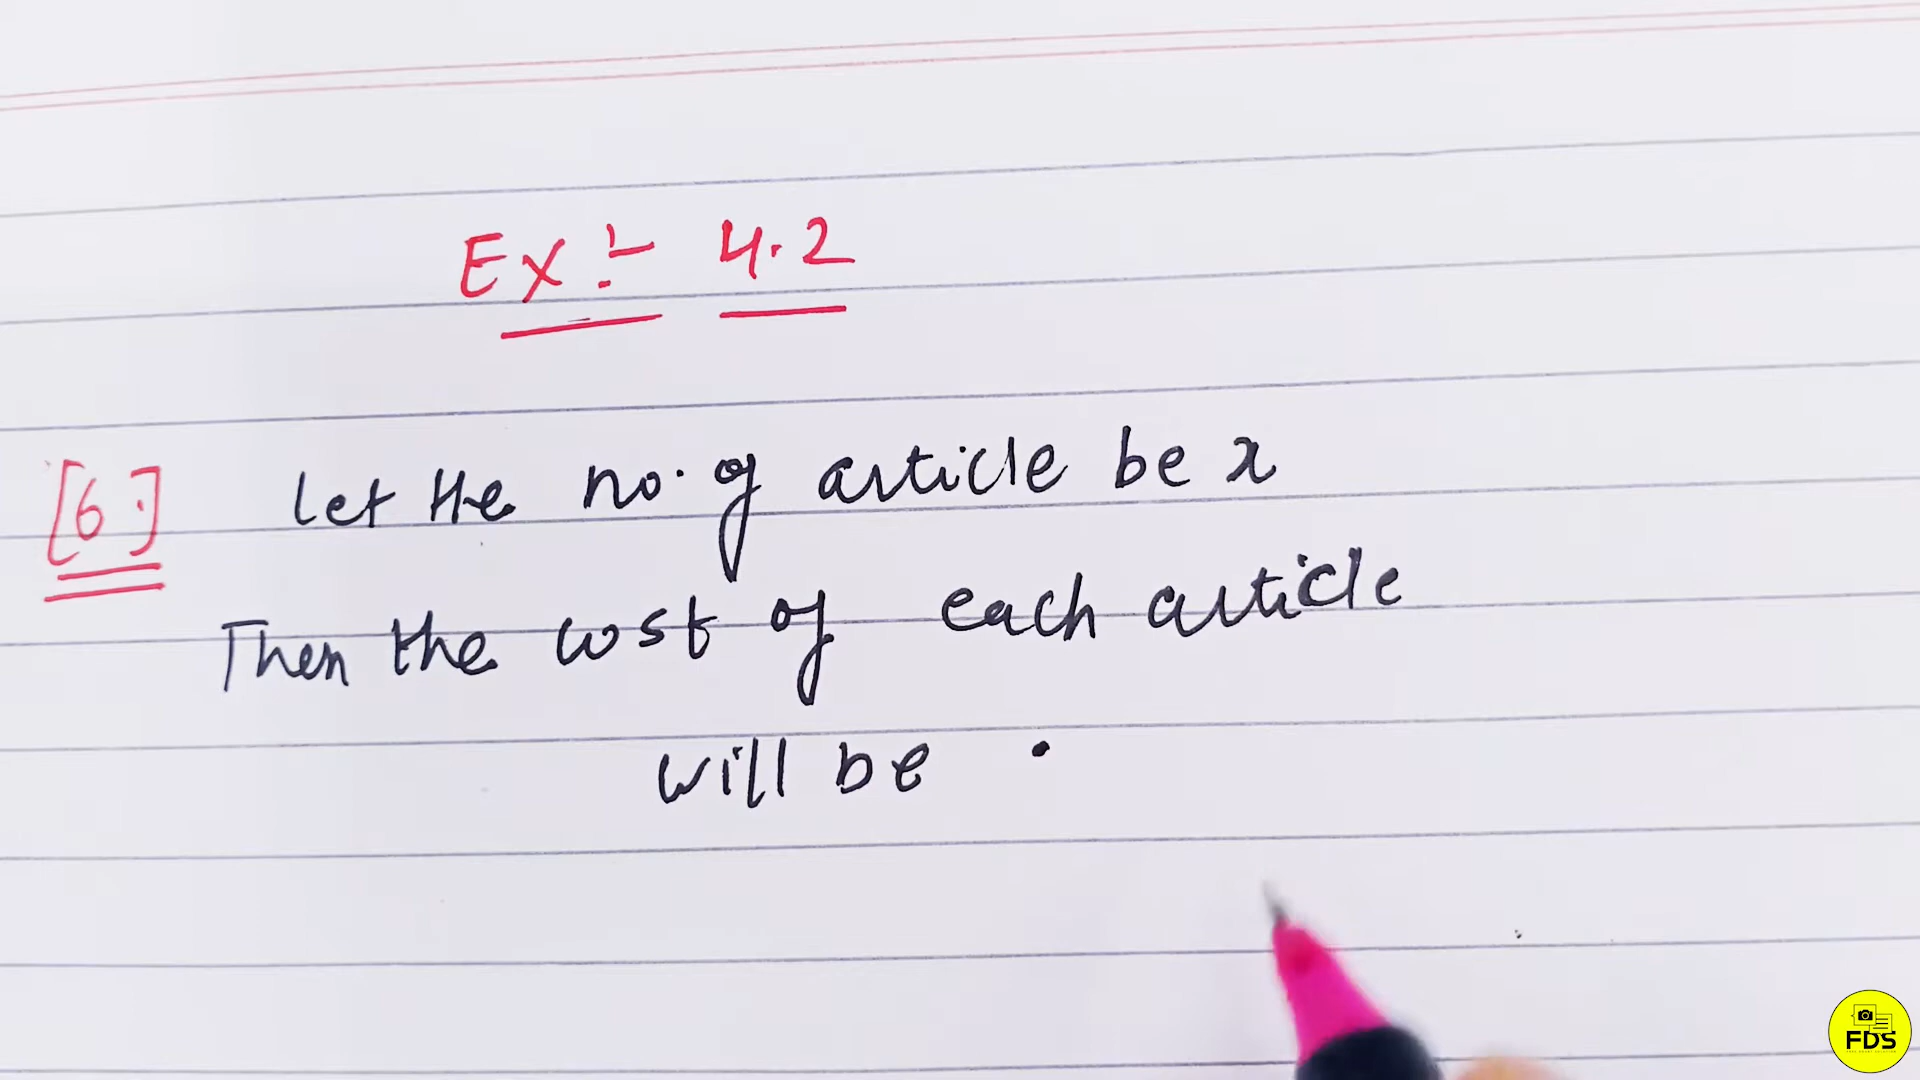 Ex :- 4.2
[6.] Let the no. of article be x
Then the cost of each article
will be
FDS